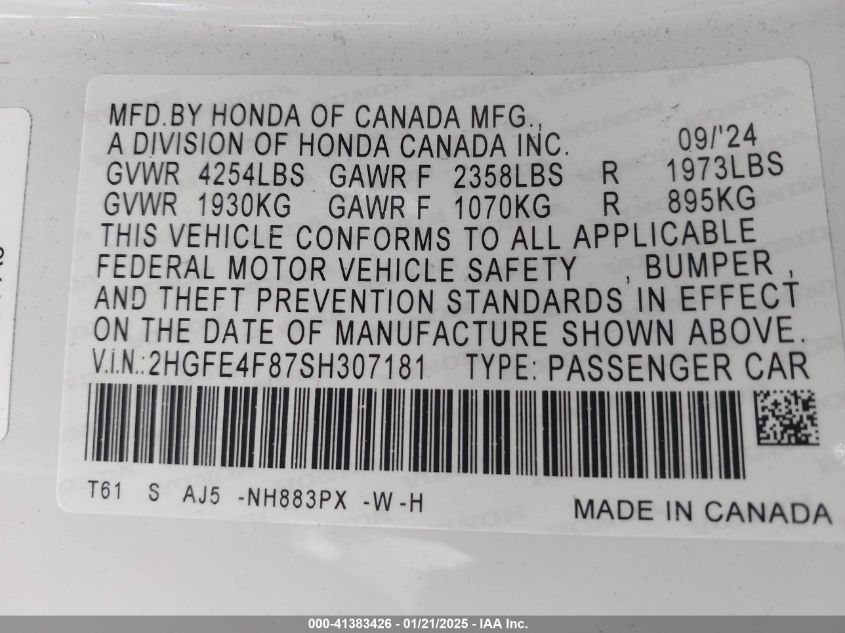 MFD.BY HONDA OF CANADA MFG.,
A DIVISION OF HONDA CANADA INC. 09/'24
GVWR 4254LBS GAWR F 2358LBS R 1973LBS
GVWR 1930KG GAWR F 1070KG R 895KG
THIS VEHICLE CONFORMS TO ALL APPLICABLE
FEDERAL MOTOR VEHICLE SAFETY , BUMPER ,
AND THEFT PREVENTION STANDARDS IN EFFECT
ON THE DATE OF MANUFACTURE SHOWN ABOVE.
V.I.N.:2HGFE4F87SH307181 TYPE: PASSENGER CAR
T61 S AJ5 -NH883PX -W -H
MADE IN CANADA
000-41383426 - 01/21/2025 - IAA Inc.